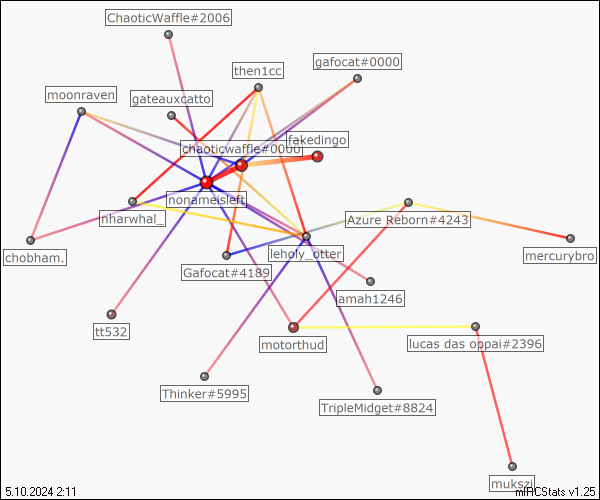 ChaoticWaffle#2006
gafocat#0000
then1cc
moonraven
gateauxcatto
fakedingo
chaoticwaffle#0000
nonameisleft
nharwhal_
Azure Reborn#4243
chobham.
leholy_otter
mercurybro
Gafocat#4189
amah1246
tt532
motorthud
lucas das oppai#2396
Thinker#5995
TripleMidget#8824
mukszi
5.10.2024 2:11
mIRCStats v1.25